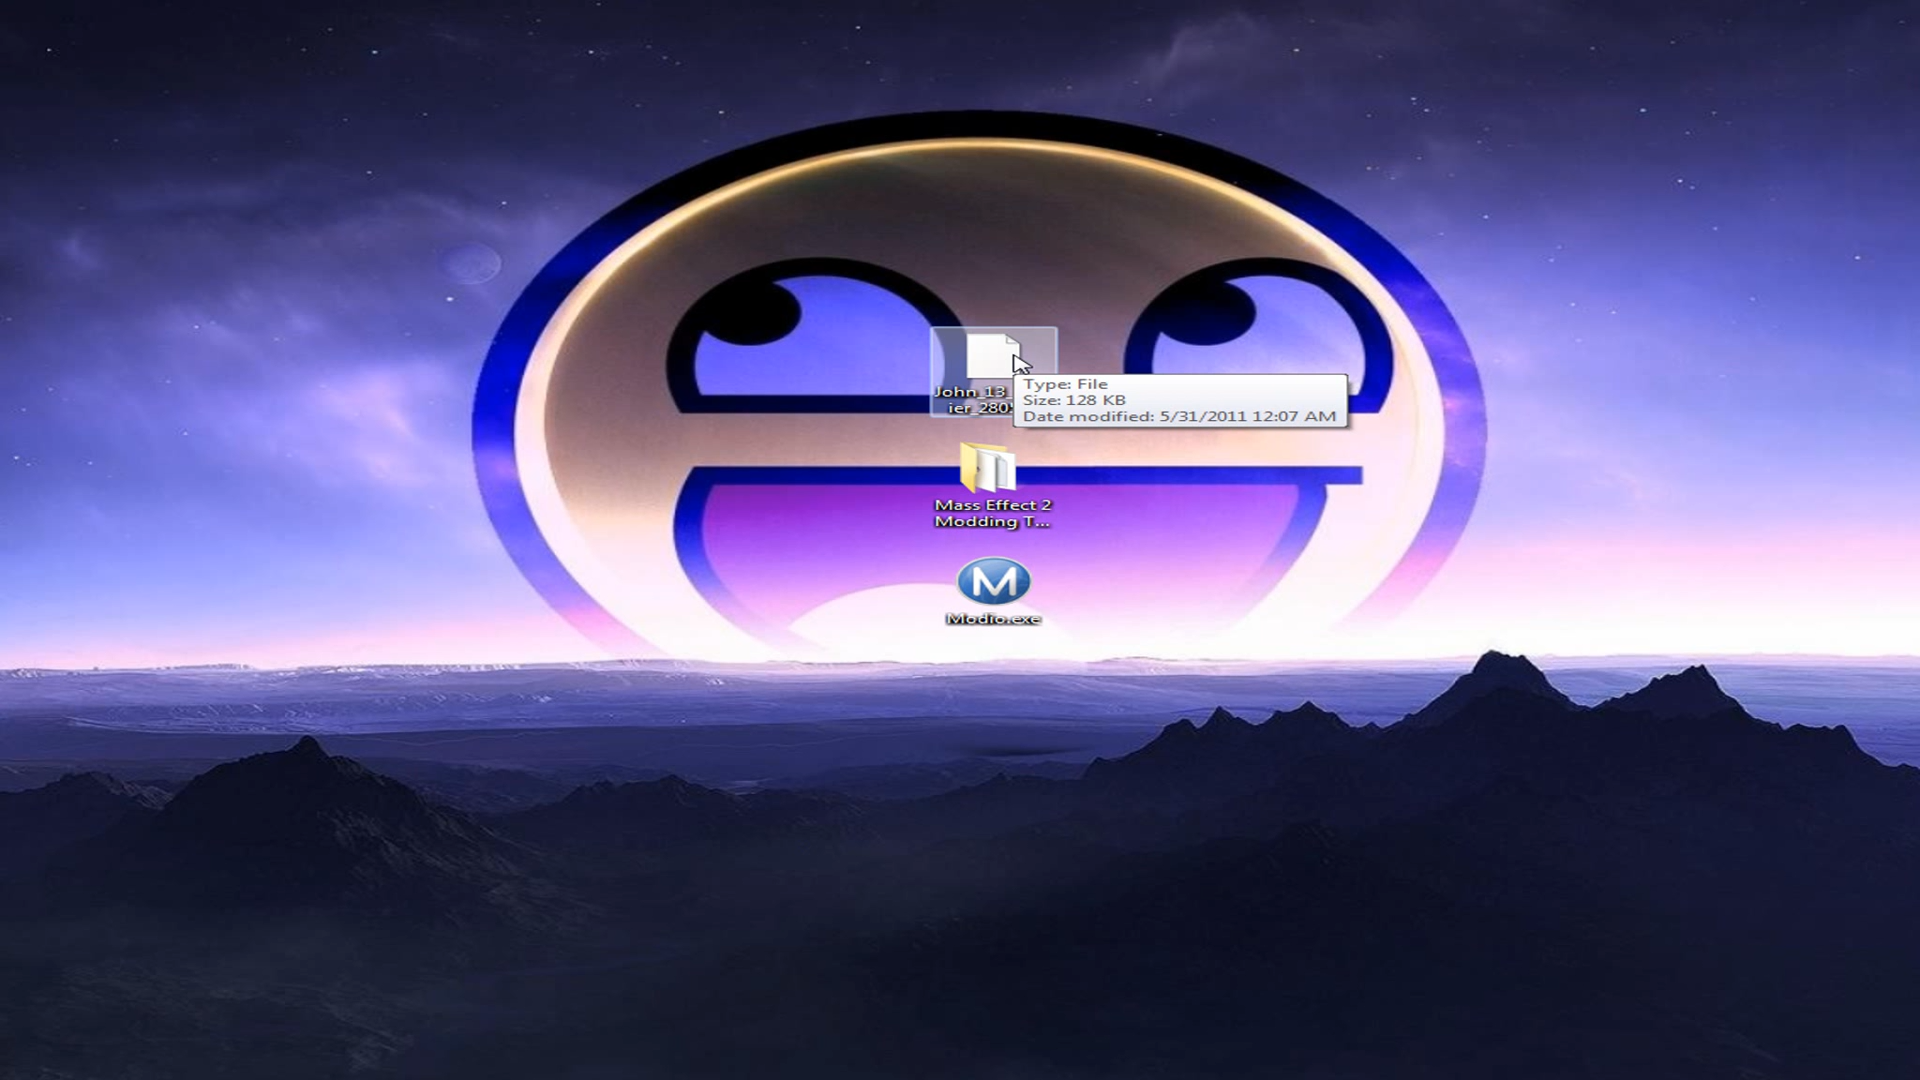 John_13_
ier_280
Type: File
Size: 128 KB
Date modified: 5/31/2011 12:07 AM
Mass Effect 2
Modding T...
M
Modio.exe